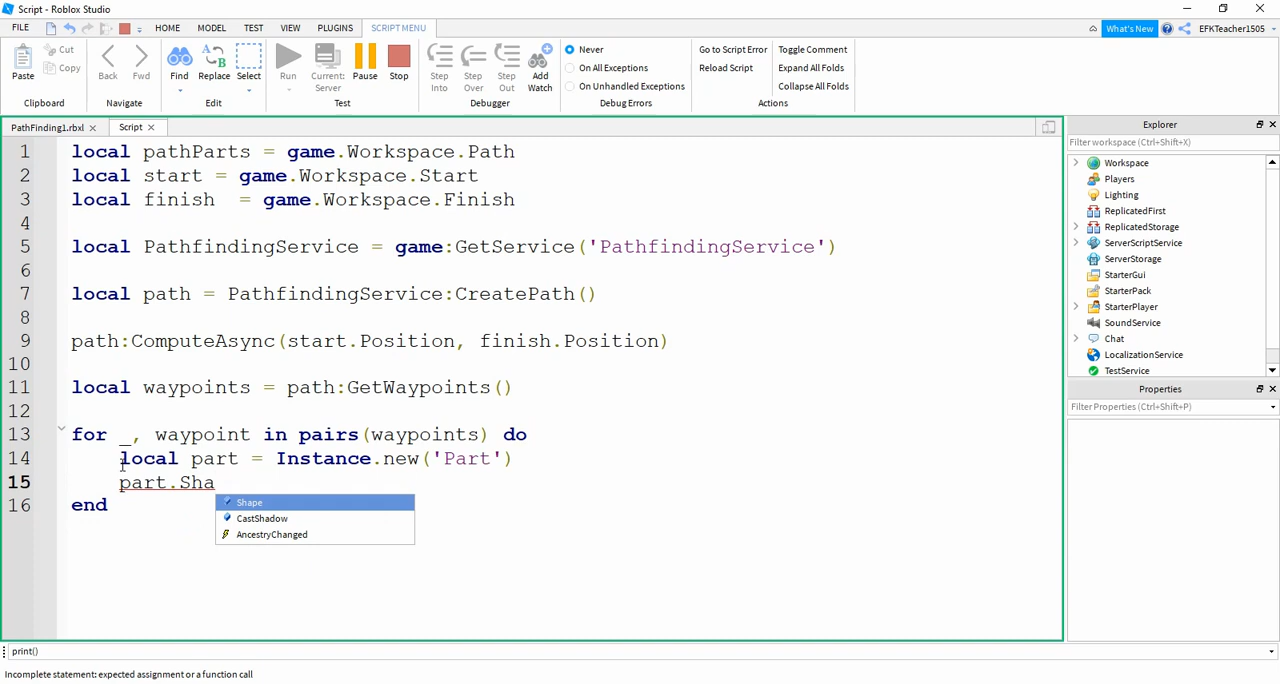 Script - Roblox Studio
FILE HOME MODEL TEST VIEW PLUGINS SCRIPT MENU What's New EFKTeacher1505
Paste Cut Copy Back Fwd Find Replace Select Run Current: Server Pause Stop Step Into Step Over Step Out Add Watch
Never Go to Script Error Toggle Comment
On All Exceptions Reload Script Expand All Folds
On Unhandled Exceptions Collapse All Folds
Clipboard Navigate Edit Test Debugger Debug Errors Actions
PathFinding1.rbxl Script
1 local pathParts = game.Workspace.Path
2 local start = game.Workspace.Start
3 local finish  = game.Workspace.Finish
4
5 local PathfindingService = game:GetService('PathfindingService')
6
7 local path = PathfindingService:CreatePath()
8
9 path:ComputeAsync(start.Position, finish.Position)
10
11 local waypoints = path:GetWaypoints()
12
13 for _, waypoint in pairs(waypoints) do
14 local part = Instance.new('Part')
15 part.Sha
16 end
Shape
CastShadow
AncestryChanged
Explorer
Filter workspace (Ctrl+Shift+X)
Workspace
Players
Lighting
ReplicatedFirst
ReplicatedStorage
ServerScriptService
ServerStorage
StarterGui
StarterPack
StarterPlayer
SoundService
Chat
LocalizationService
TestService
Properties
Filter Properties (Ctrl+Shift+P)
print()
Incomplete statement: expected assignment or a function call